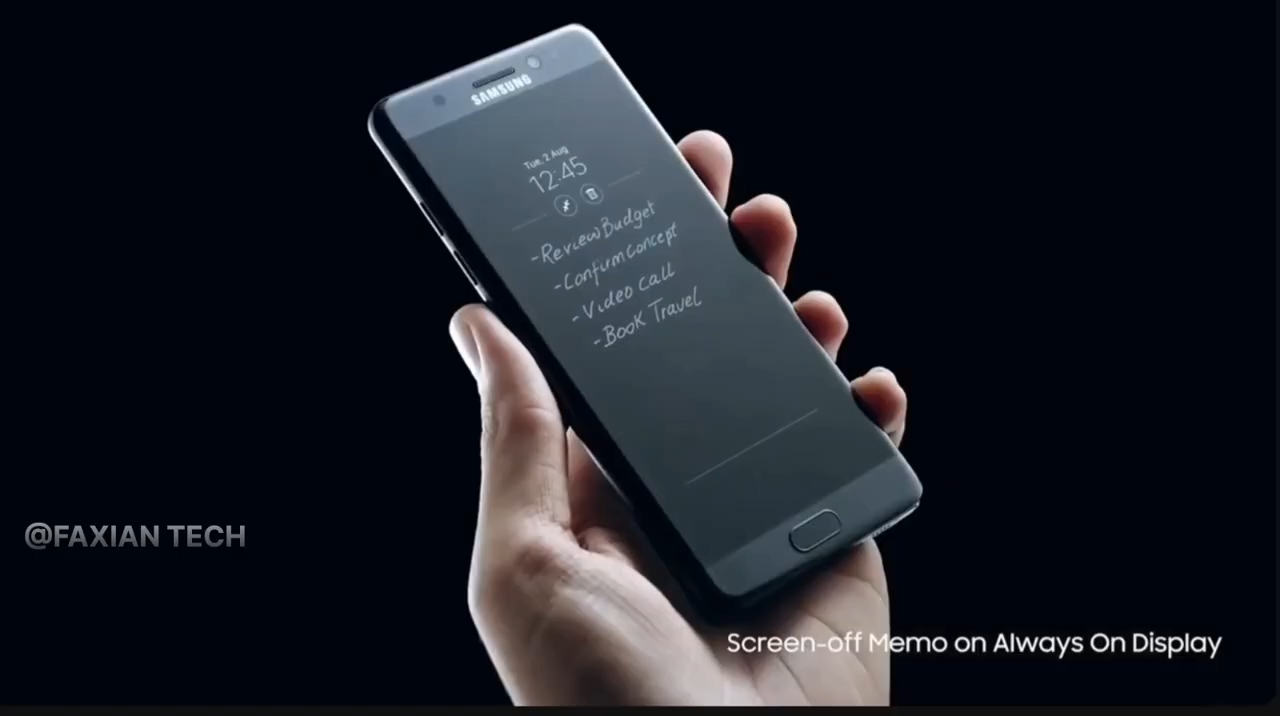 SAMSUNG
Tue, 2 Aug
12:45
-Review Budget
-Confirm Concept
-Video Call
-Book Travel
@FAXIAN TECH
Screen-off Memo on Always On Display